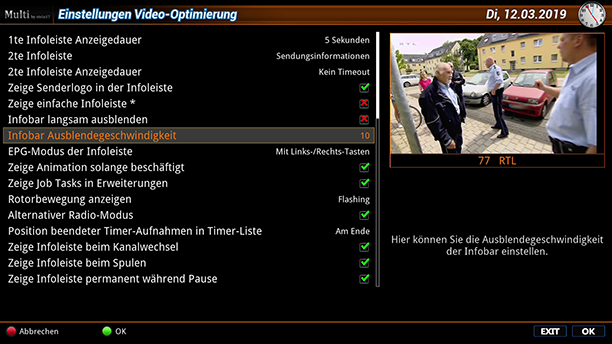 Multi Einstellungen Video-Optimierung Di, 12.03.2019
1te Infoleiste Anzeigedauer 5 Sekunden
2te Infoleiste Sendungsinformationen
2te Infoleiste Anzeigedauer Kein Timeout
Zeige Senderlogo in der Infoleiste
Zeige einfache Infoleiste *
Infobar langsam ausblenden
Infobar Ausblendegeschwindigkeit 10
EPG-Modus der Infoleiste Mit Links-/Rechts-Tasten
Zeige Animation solange beschäftigt
Zeige Job Tasks in Erweiterungen
Rotorbewegung anzeigen Flashing
Alternativer Radio-Modus
Position beendeter Timer-Aufnahmen in Timer-Liste Am Ende
Zeige Infoleiste beim Kanalwechsel
Zeige Infoleiste beim Spulen
Zeige Infoleiste permanent während Pause
77 RTL
Hier können Sie die Ausblendegeschwindigkeit
der Infobar einstellen.
Abbrechen OK EXIT OK